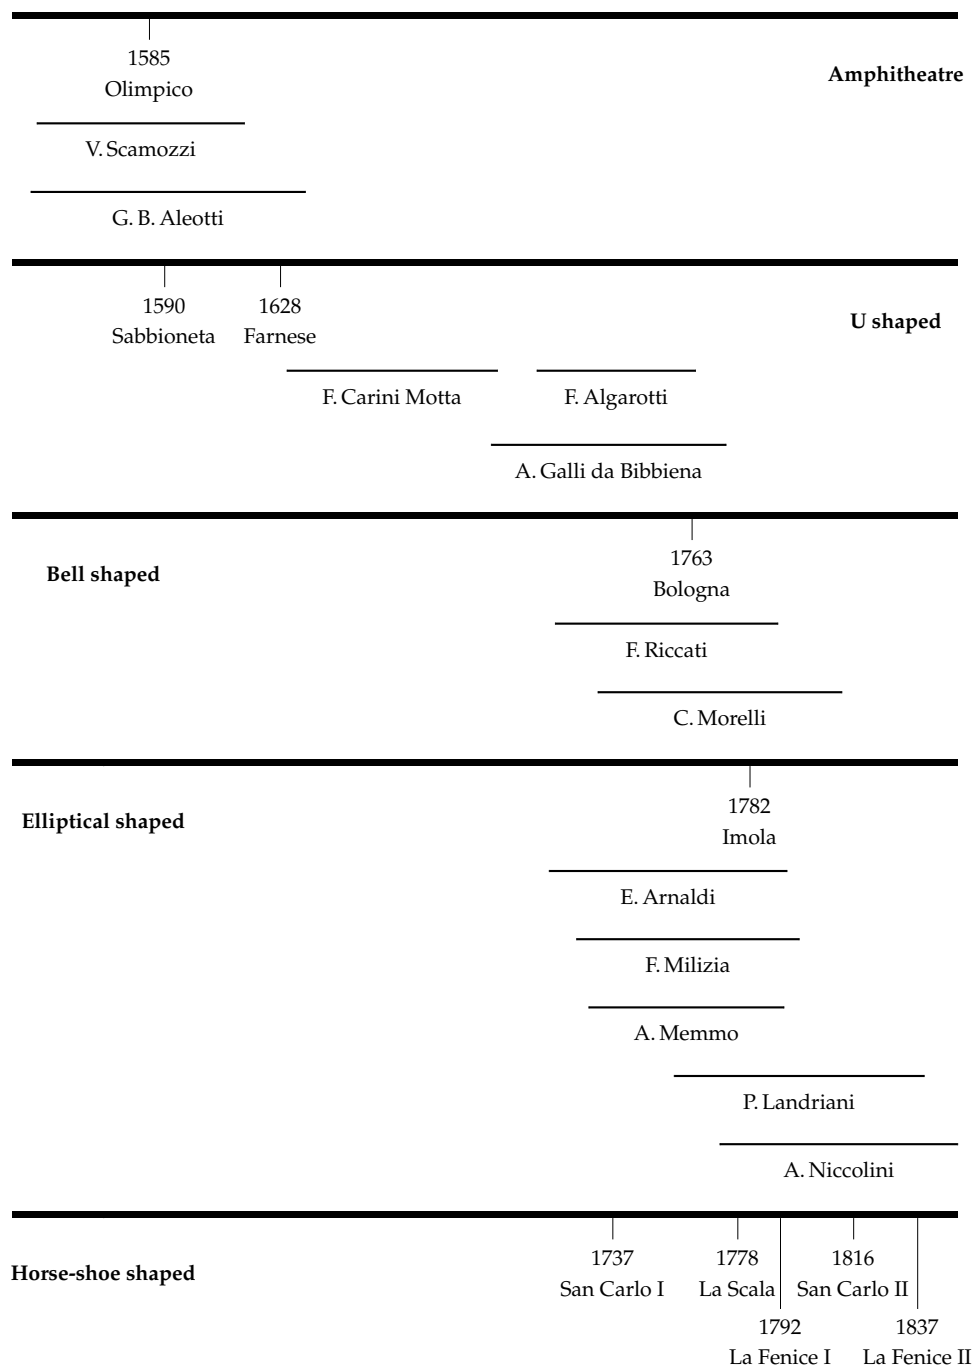 1585
Olimpico
Amphitheatre
V. Scamozzi
G. B. Aleotti
1590 1628
Sabbioneta Farnese
U shaped
F. Carini Motta F. Algarotti
A. Galli da Bibbiena
1763
Bell shaped
Bologna
F. Riccati
C. Morelli
1782
Elliptical shaped
Imola
E. Arnaldi
F. Milizia
A. Memmo
P. Landriani
A. Niccolini
1737 1778 1816
Horse-shoe shaped
San Carlo I La Scala San Carlo II
1792 1837
La Fenice I La Fenice II